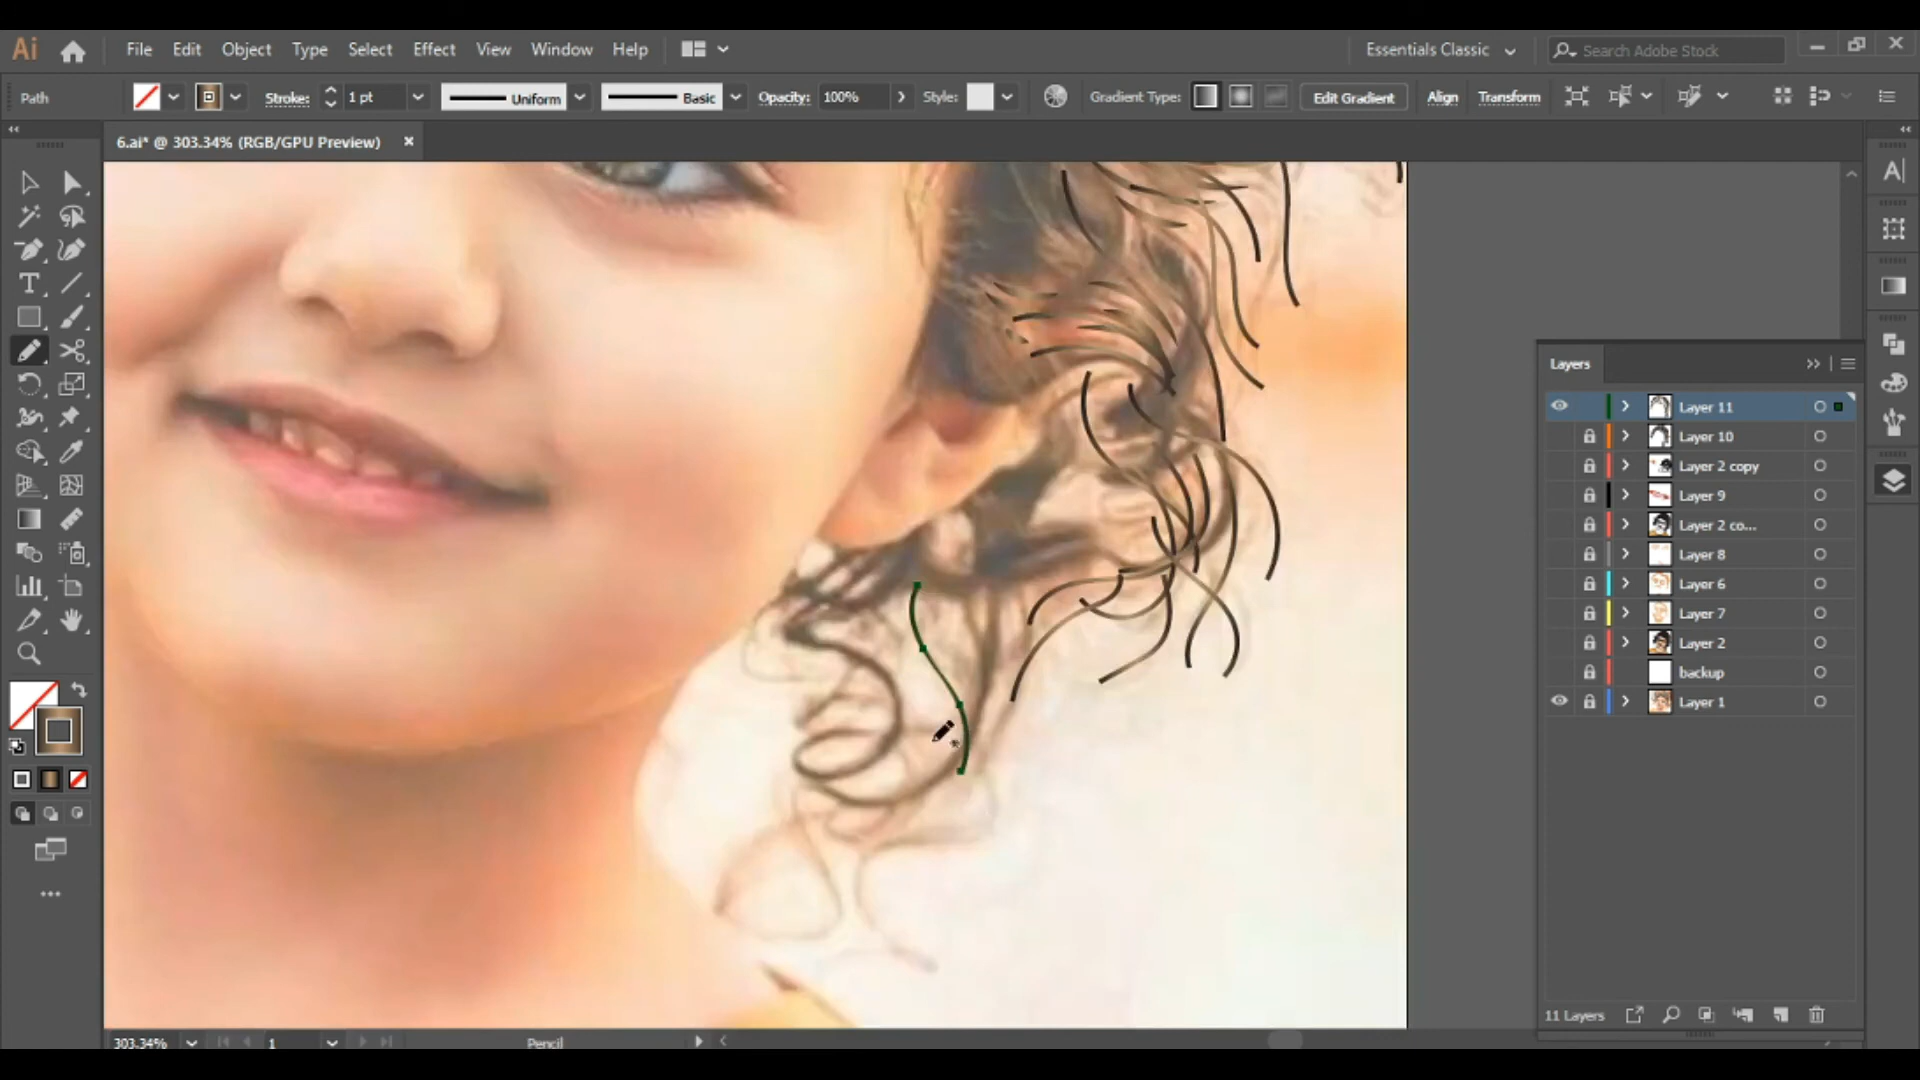 Ai File Edit Object Type Select Effect View Window Help Essentials Classic Search Adobe Stock
Path Stroke: 1 pt Uniform Basic Opacity: 100% Style: Gradient Type: Edit Gradient Align Transform
6.ai* @ 303.34% (RGB/GPU Preview)
Layers
Layer 11
Layer 10
Layer 2 copy
Layer 9
Layer 2 co...
Layer 8
Layer 6
Layer 7
Layer 2
backup
Layer 1
11 Layers
303.34% 1 Pencil